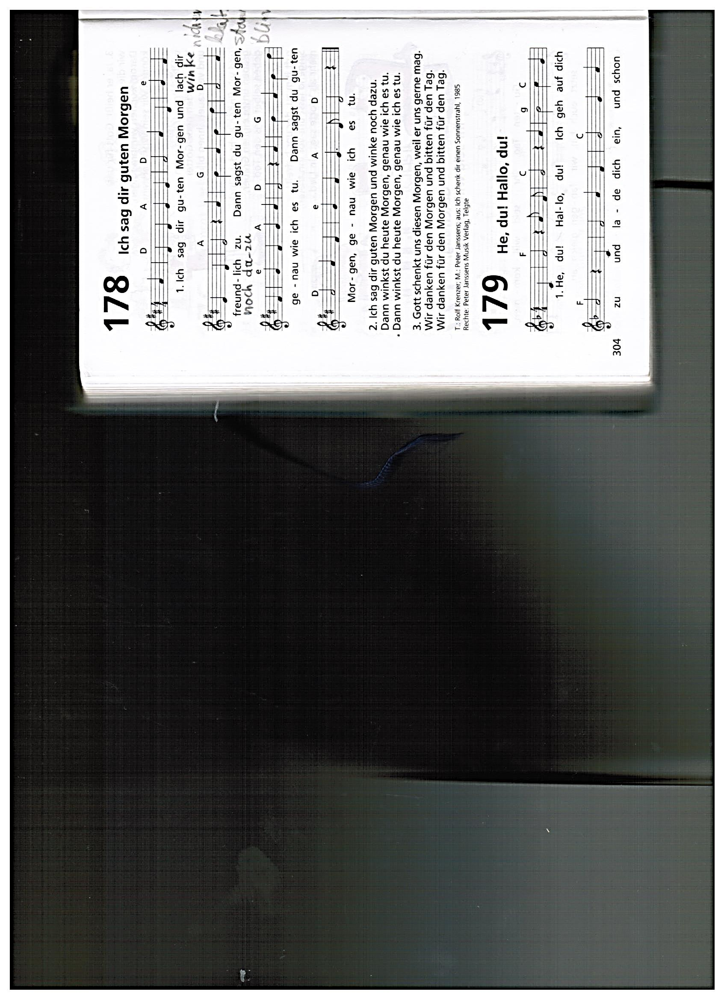 178 Ich sag dir guten Morgen
D A D e
1. Ich sag dir gu-ten Mor-gen und lach dir
winke
A G D
freund-lich zu. Dann sagst du gu-ten Mor-gen,
noch da-zu
e A D G
ge-nau wie ich es tu. Dann sagst du gu-ten
D e A D
Mor-gen, ge-nau wie ich es tu.
2. Ich sag dir guten Morgen und winke noch dazu.
Dann winkst du heute Morgen, genau wie ich es tu.
Dann winkst du heute Morgen, genau wie ich es tu.
3. Gott schenkt uns diesen Morgen, weil er uns gerne mag.
Wir danken für den Morgen und bitten für den Tag.
Wir danken für den Morgen und bitten für den Tag.
T.: Rolf Krenzer; M.: Peter Janssens; aus: Ich schenk dir einen Sonnenstrahl, 1985
Rechte: Peter Janssens Musik Verlag, Telgte
179 He, du! Hallo, du!
F C g C
1. He, du! Hal-lo, du! Ich geh auf dich
F C
zu und la-de dich ein, und schon
304